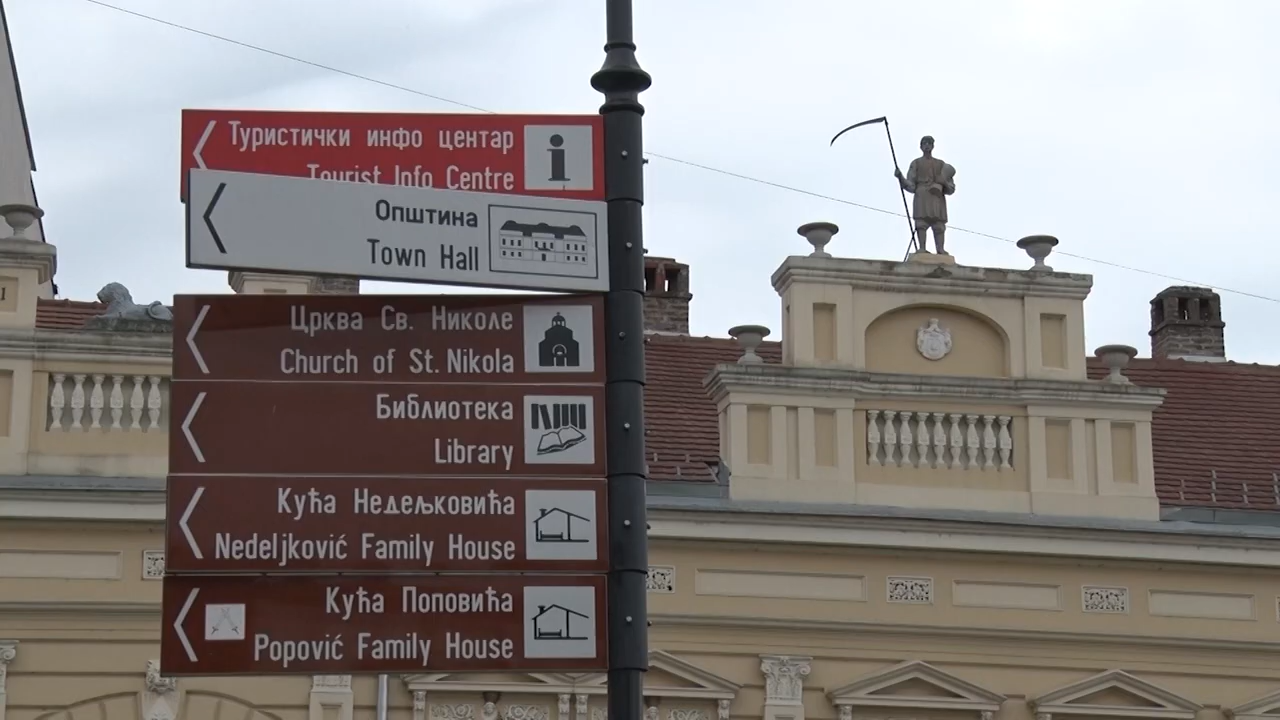 Туристички инфо центар
Tourist Info Centre
Општина
Town Hall
Црква Св. Николе
Church of St. Nikola
Библиотека
Library
Кућа Недељковића
Nedeljković Family House
Кућа Поповића
Popović Family House